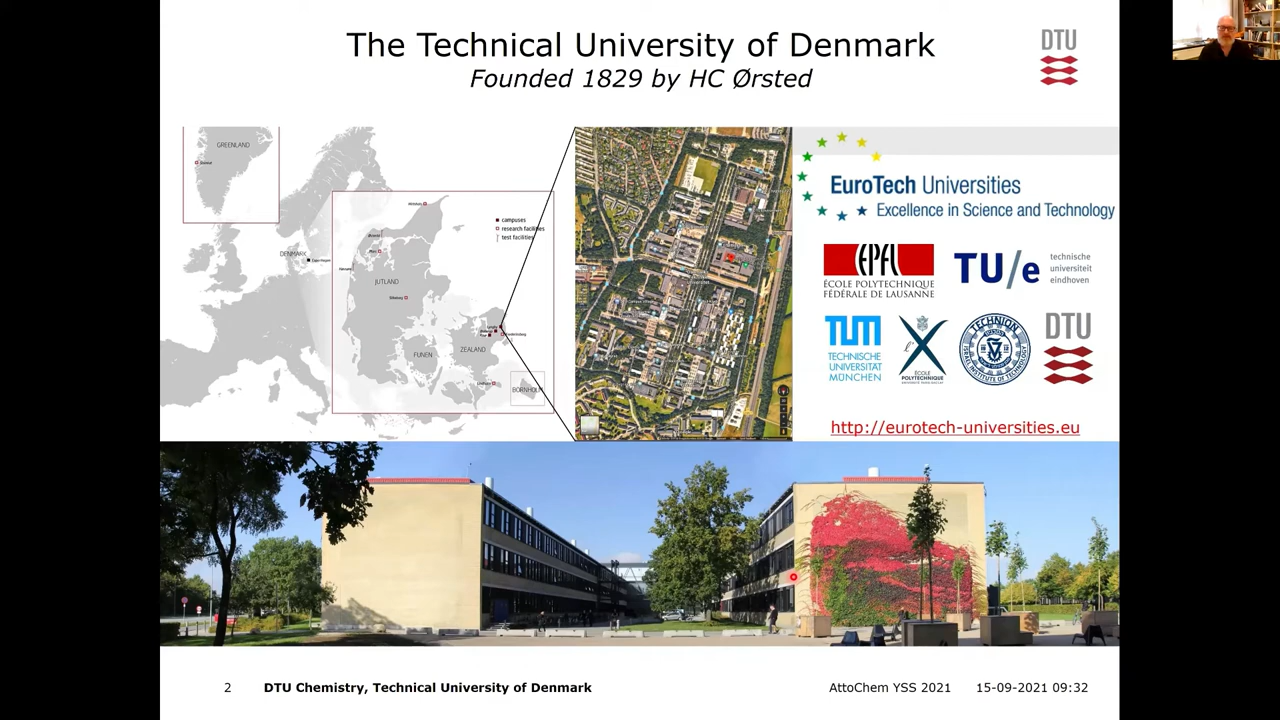 The Technical University of Denmark
Founded 1829 by HC Ørsted
DTU
GREENLAND
DENMARK
JUTLAND
FUNEN
ZEALAND
BORNHOLM
campuses
research facilities
test facilities
EuroTech Universities
Excellence in Science and Technology
EPFL
ÉCOLE POLYTECHNIQUE
FÉDÉRALE DE LAUSANNE
TU/e
technische
universiteit
eindhoven
TUM
TECHNISCHE
UNIVERSITÄT
MÜNCHEN
l'X
ÉCOLE
POLYTECHNIQUE
TECHNION
ISRAEL INSTITUTE OF TECHNOLOGY
DTU
http://eurotech-universities.eu
2
DTU Chemistry, Technical University of Denmark
AttoChem YSS 2021
15-09-2021 09:32